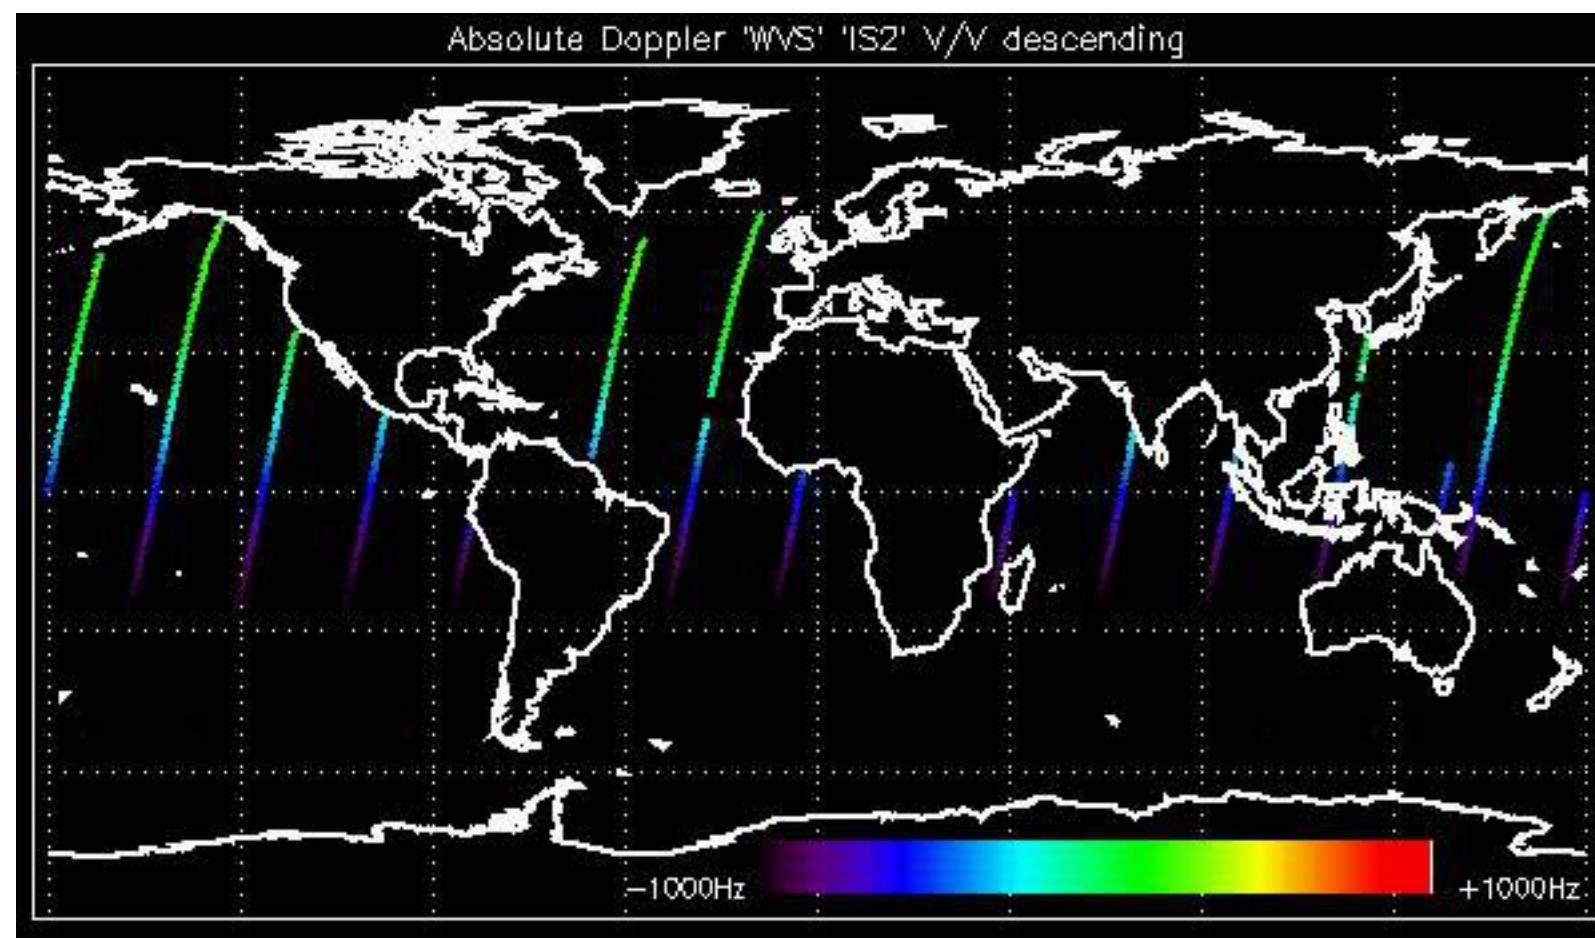 Absolute Doppler 'WVS' 'IS2' V/V descending
-1000Hz
+1000Hz